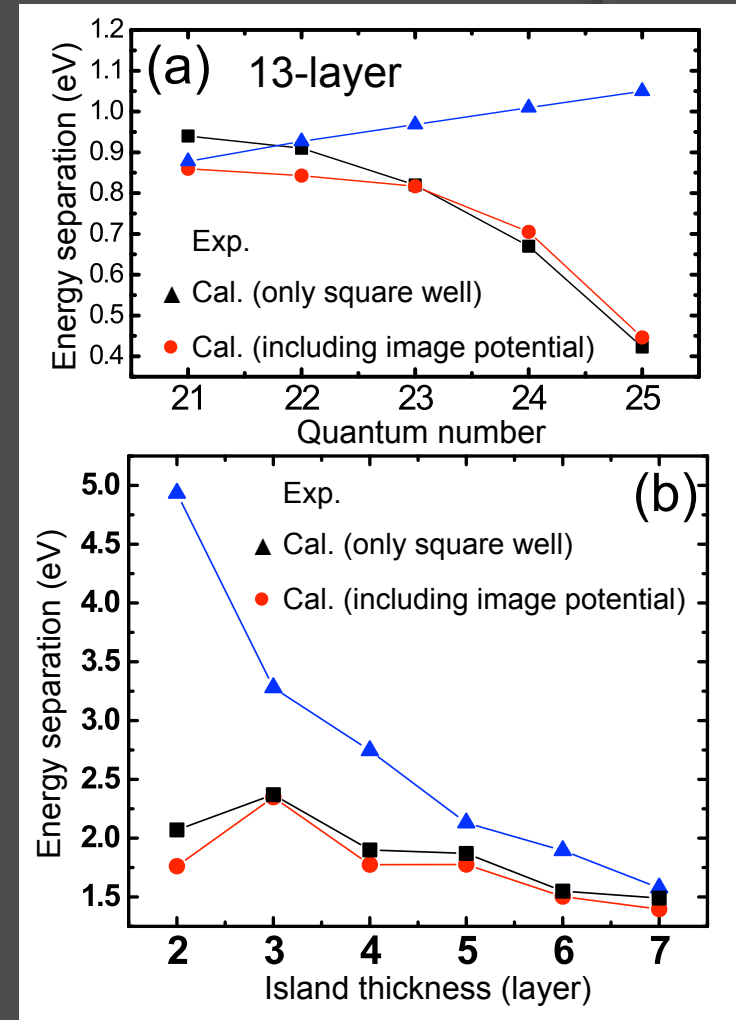 (a) 13-layer
1.2
1.1
1.0
0.9
0.8
0.7
0.6
0.5
0.4
Energy separation (eV)
Exp.
▲ Cal. (only square well)
● Cal. (including image potential)
21 22 23 24 25
Quantum number
(b)
5.0
4.5
4.0
3.5
3.0
2.5
2.0
1.5
Energy separation (eV)
Exp.
▲ Cal. (only square well)
● Cal. (including image potential)
2 3 4 5 6 7
Island thickness (layer)